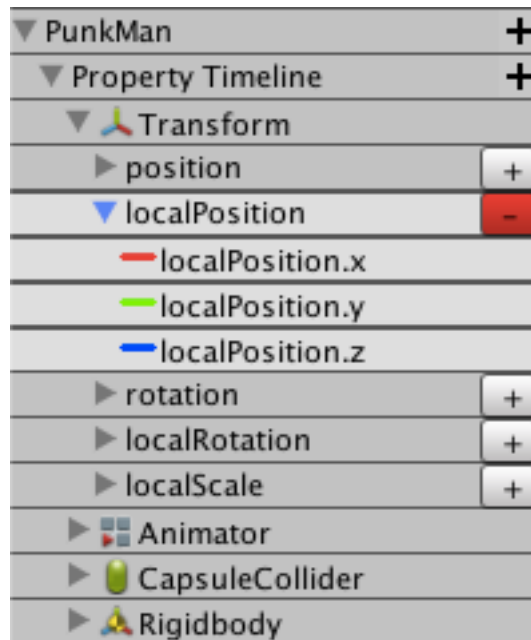 PunkMan +
Property Timeline +
Transform
position +
localPosition -
localPosition.x
localPosition.y
localPosition.z
rotation +
localRotation +
localScale +
Animator
CapsuleCollider
Rigidbody